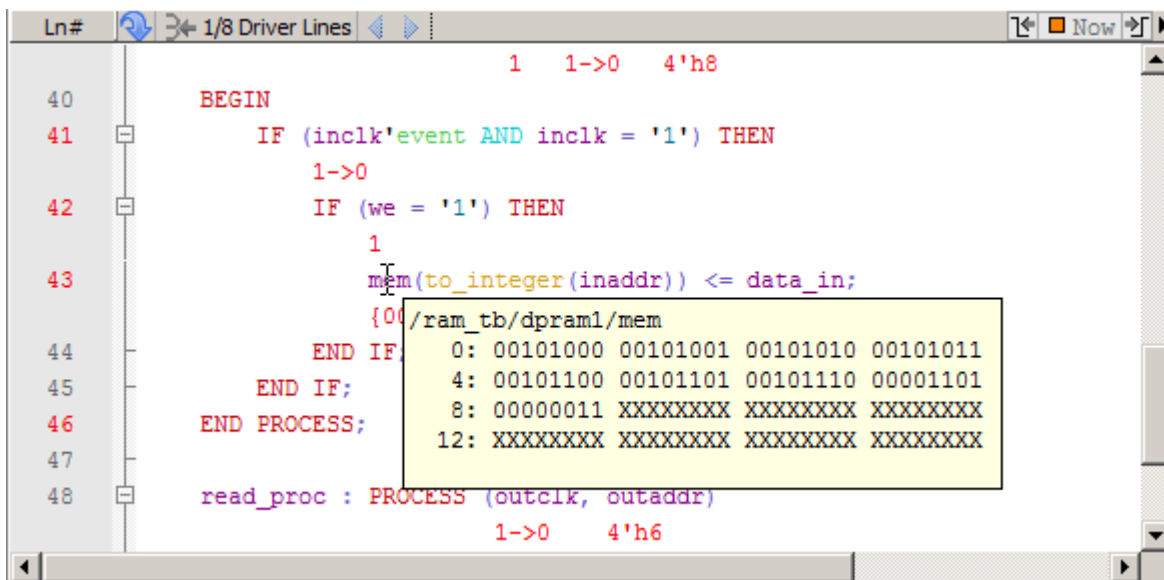 Ln# 1/8 Driver Lines Now
1 1->0 4'h8
40 BEGIN
41 IF (inclk'event AND inclk = '1') THEN
1->0
42 IF (we = '1') THEN
1
43 mem(to_integer(inaddr)) <= data_in;
{00
/ram_tb/dpram1/mem
0: 00101000 00101001 00101010 00101011
44 END IF;
4: 00101100 00101101 00101110 00001101
45 END IF;
8: 00000011 XXXXXXXX XXXXXXXX XXXXXXXX
46 END PROCESS;
12: XXXXXXXX XXXXXXXX XXXXXXXX XXXXXXXX
47
48 read_proc : PROCESS (outclk, outaddr)
1->0 4'h6